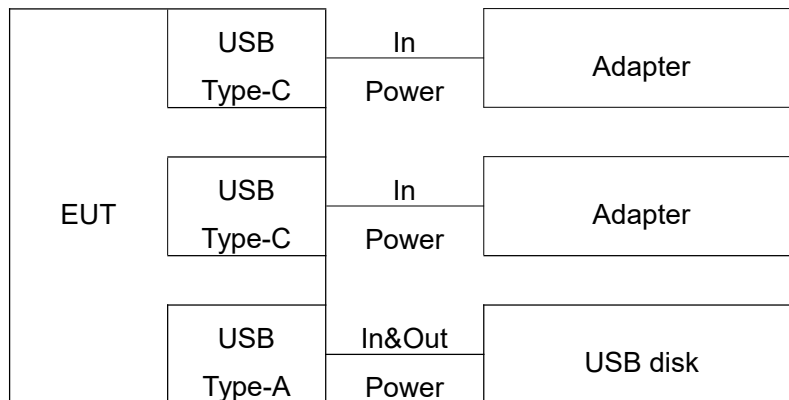 USB
Type-C
In
Power
Adapter
EUT
USB
Type-C
In
Power
Adapter
USB
Type-A
In&Out
Power
USB disk